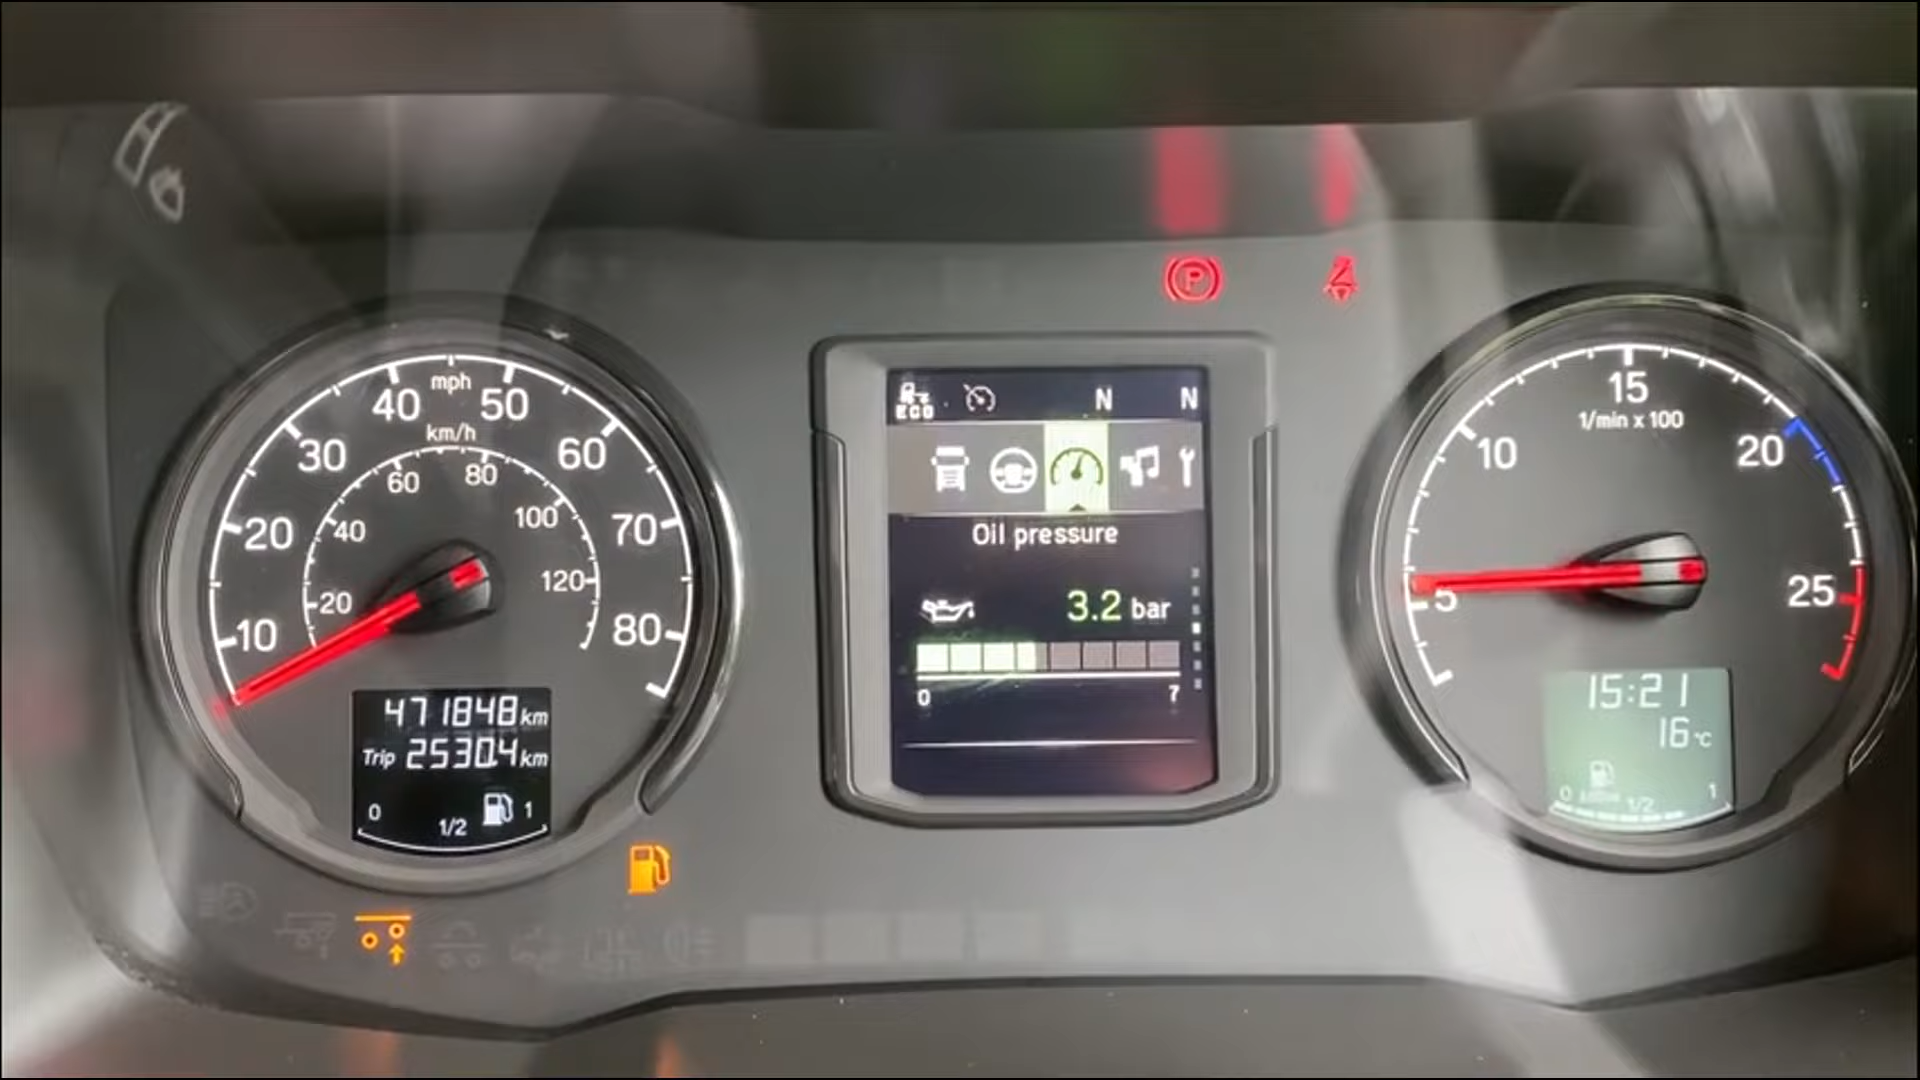 mph
10 20 30 40 50 60 70 80
km/h
20 40 60 80 100 120
471848 km
Trip 2530.4 km
0 1/2 1
P
ECO N N
Oil pressure
3.2 bar
0 7
5 10 15 20 25
1/min x 100
15:21
16 °C
0 1/2 1